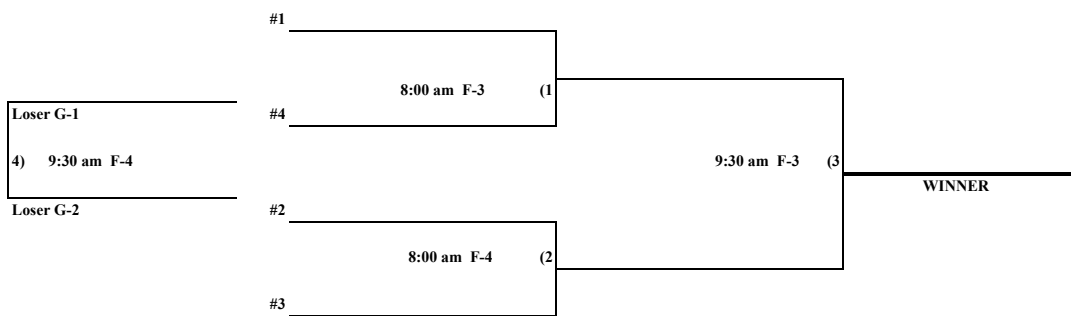 #1
8:00 am F-3 (1
Loser G-1
#4
4) 9:30 am F-4
9:30 am F-3 (3
WINNER
Loser G-2
#2
8:00 am F-4 (2
#3